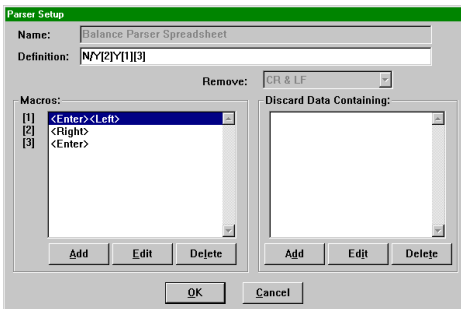 Parser Setup
Name: Balance Parser Spreadsheet
Definition: N/Y[2]Y[1][3]
Remove: CR & LF
Macros: Discard Data Containing:
[1] <Enter><Left>
[2] <Right>
[3] <Enter>
Add Edit Delete Add Edit Delete
OK Cancel